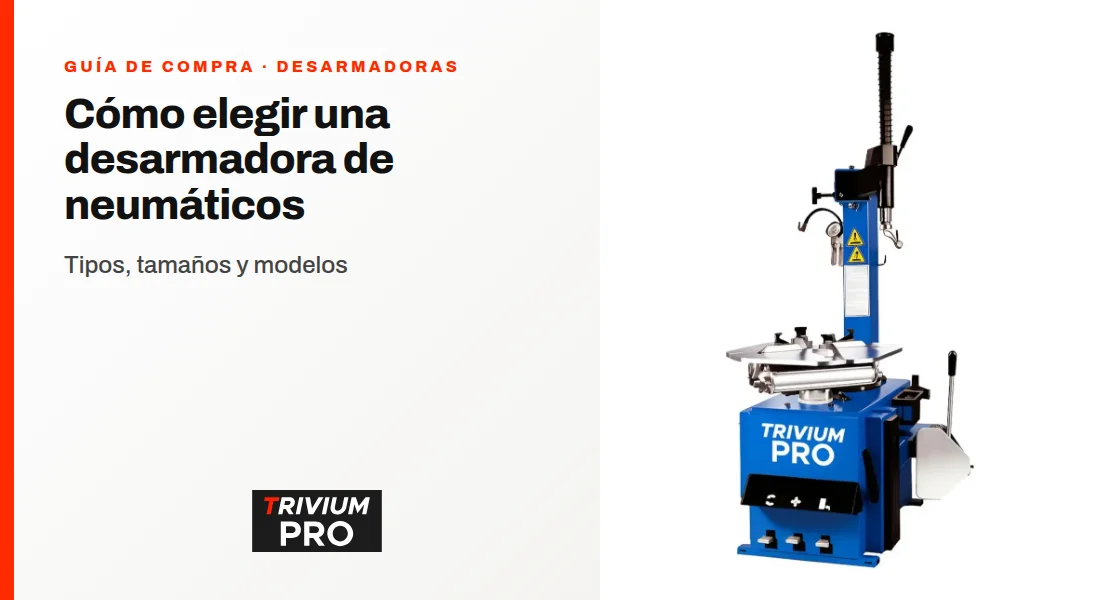 GUÍA DE COMPRA · DESARMADORAS
Cómo elegir una
desarmadora de
neumáticos
Tipos, tamaños y modelos
TRIVIUM
PRO
TRIVIUM
PRO